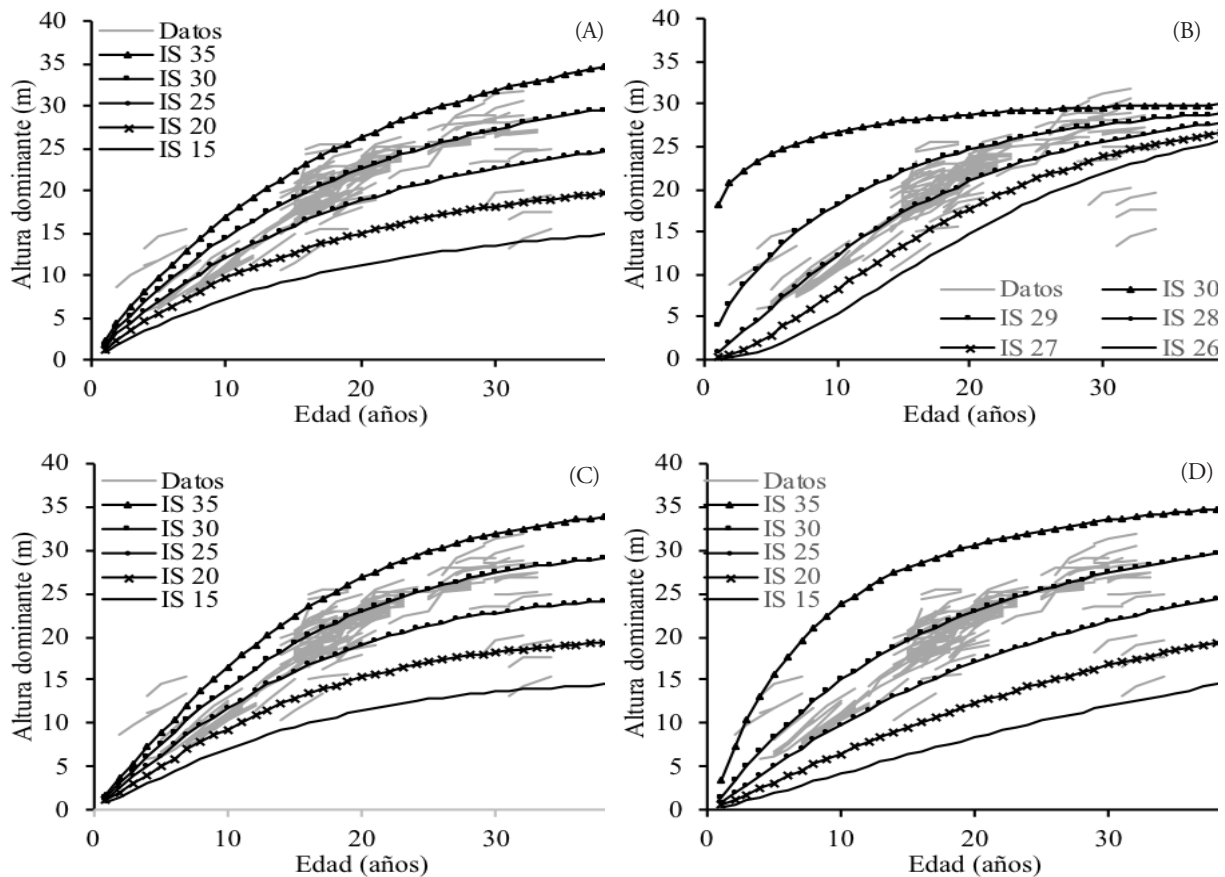 (A)
Altura dominante (m)
40
35
30
25
20
15
10
5
0
Datos
IS 35
IS 30
IS 25
IS 20
IS 15
0 10 20 30
Edad (años)
(B)
Altura dominante (m)
40
35
30
25
20
15
10
5
0
Datos IS 30
IS 29 IS 28
IS 27 IS 26
0 10 20 30
Edad (años)
(C)
Altura dominante (m)
40
35
30
25
20
15
10
5
0
Datos
IS 35
IS 30
IS 25
IS 20
IS 15
0 10 20 30
Edad (años)
(D)
Altura dominante (m)
40
35
30
25
20
15
10
5
0
Datos
IS 35
IS 30
IS 25
IS 20
IS 15
0 10 20 30
Edad (años)